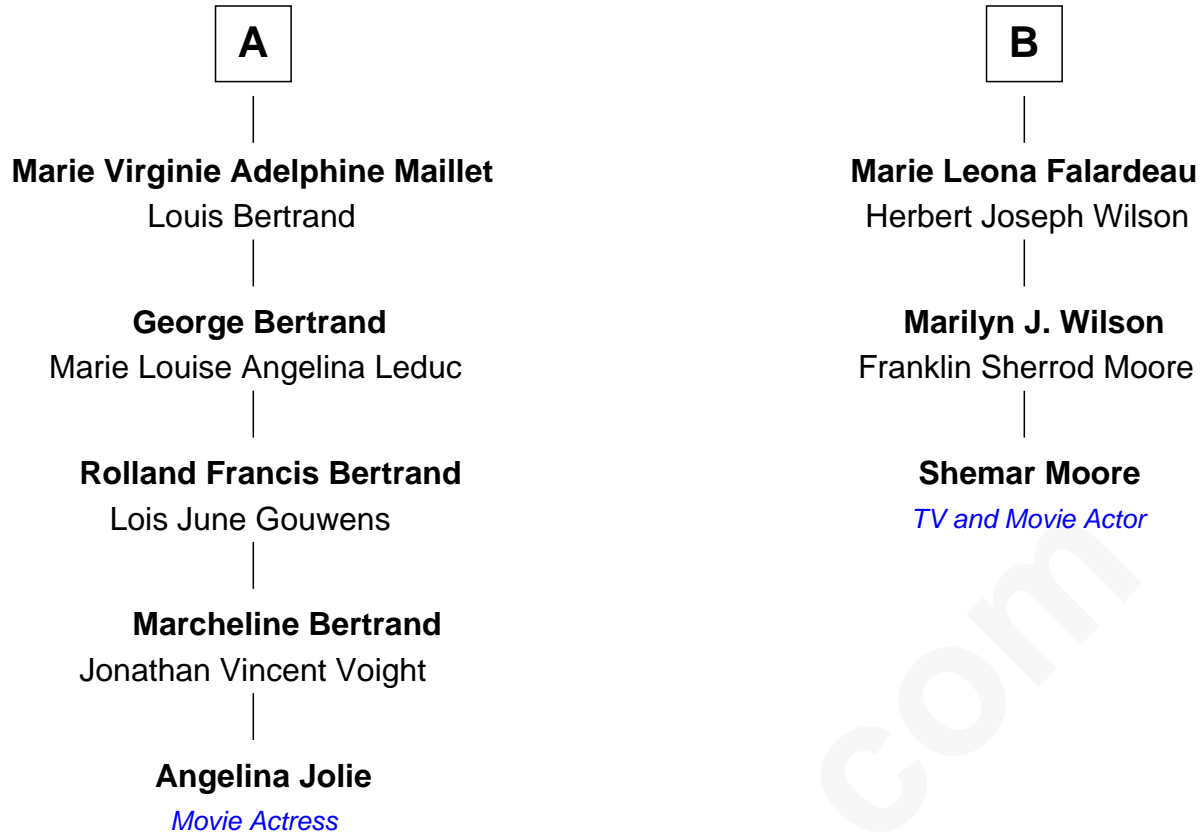 A
Marie Virginie Adelphine Maillet
Louis Bertrand
George Bertrand
Marie Louise Angelina Leduc
Rolland Francis Bertrand
Lois June Gouwens
Marcheline Bertrand
Jonathan Vincent Voight
Angelina Jolie
Movie Actress
B
Marie Leona Falardeau
Herbert Joseph Wilson
Marilyn J. Wilson
Franklin Sherrod Moore
Shemar Moore
TV and Movie Actor
com